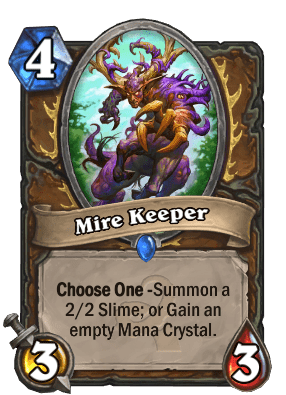 4
Mire Keeper
Choose One -Summon a
2/2 Slime; or Gain an
empty Mana Crystal.
3 3